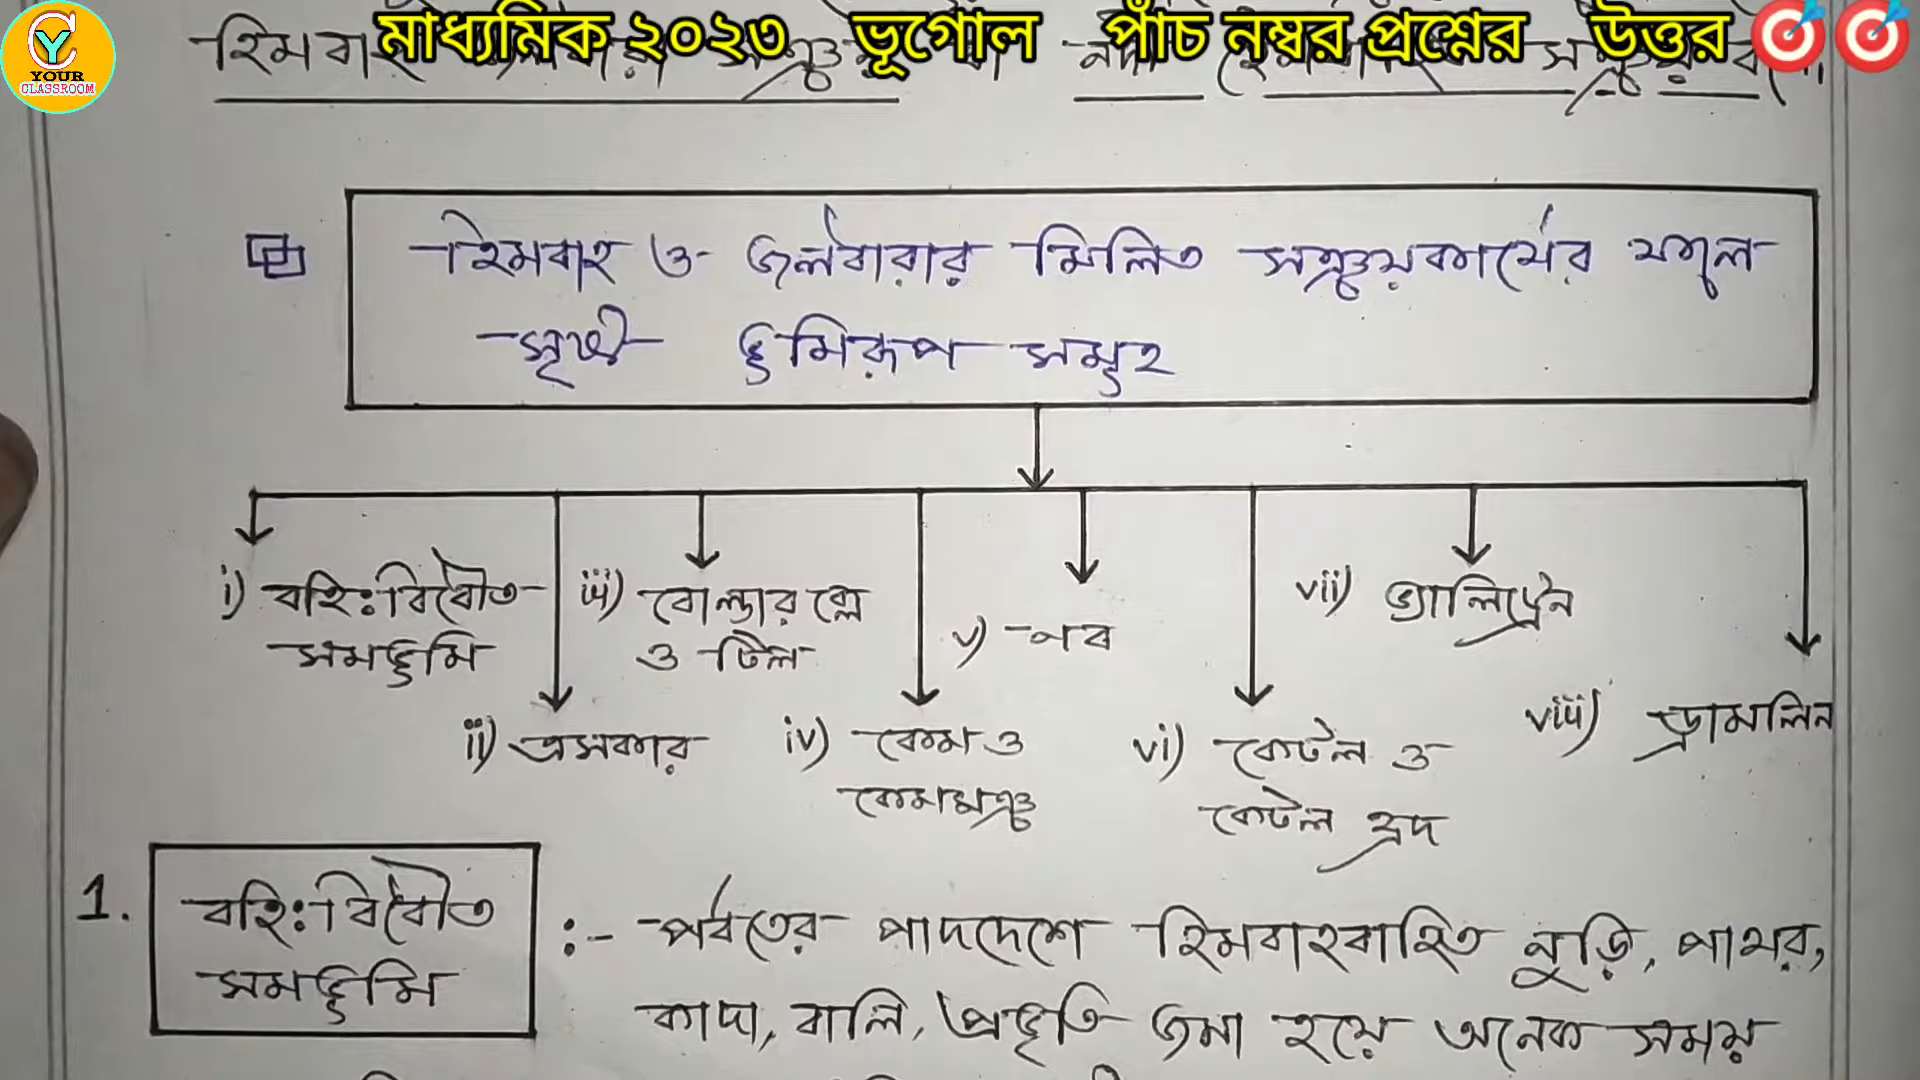 YOUR
CLASSROOM
মাধ্যমিক ২০২৩ ভূগোল পাঁচ নম্বর প্রশ্নের উত্তর
হিমবাহ
হিমবাহ ও জলধারার মিলিত সঞ্চয়কার্যের ফলে
সৃষ্ট ভূমিরূপ সমূহ
i) বহিঃবিধৌত
সমভূমি
ii) এসকার
iii) বোল্ডার ক্লে
ও টিল
iv) কেম ও
কেমমঞ্চ
v) নব
vi) কেটল ও
কেটল হ্রদ
vii) ভ্যালিট্রেন
viii) ড্রামলিন
1. বহিঃবিধৌত
সমভূমি
:- পর্বতের পাদদেশে হিমবাহবাহিত নুড়ি, পাথর,
কাদা, বালি, প্রভৃতি জমা হয়ে অনেক সময়